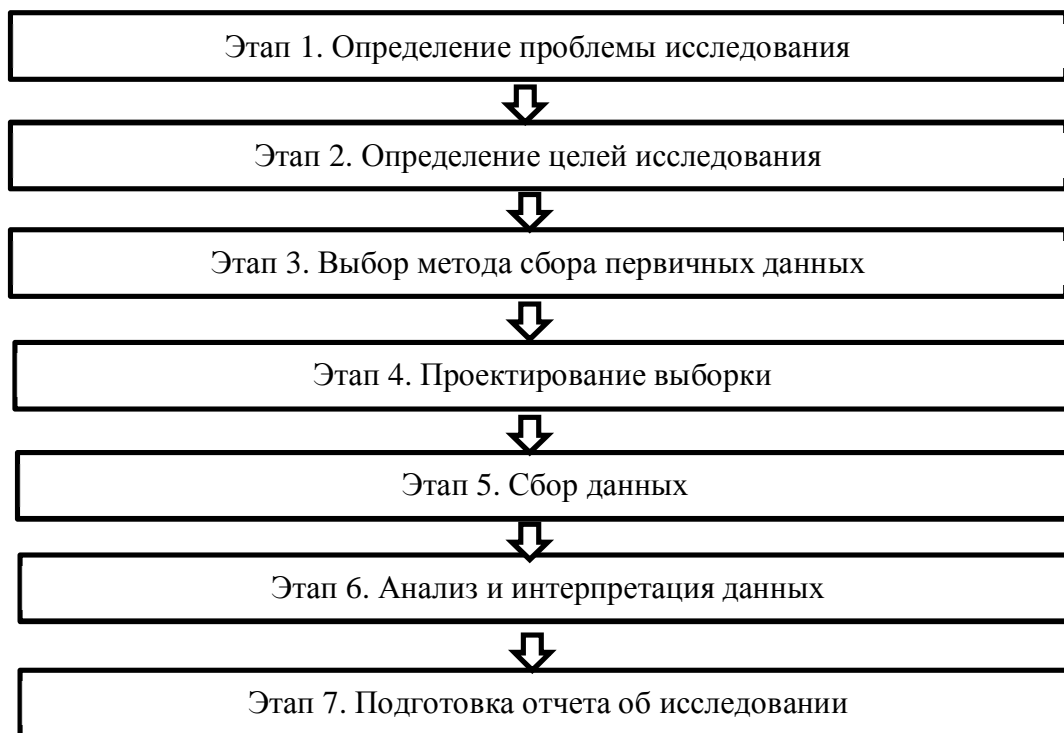 Этап 1. Определение проблемы исследования
Этап 2. Определение целей исследования
Этап 3. Выбор метода сбора первичных данных
Этап 4. Проектирование выборки
Этап 5. Сбор данных
Этап 6. Анализ и интерпретация данных
Этап 7. Подготовка отчета об исследовании